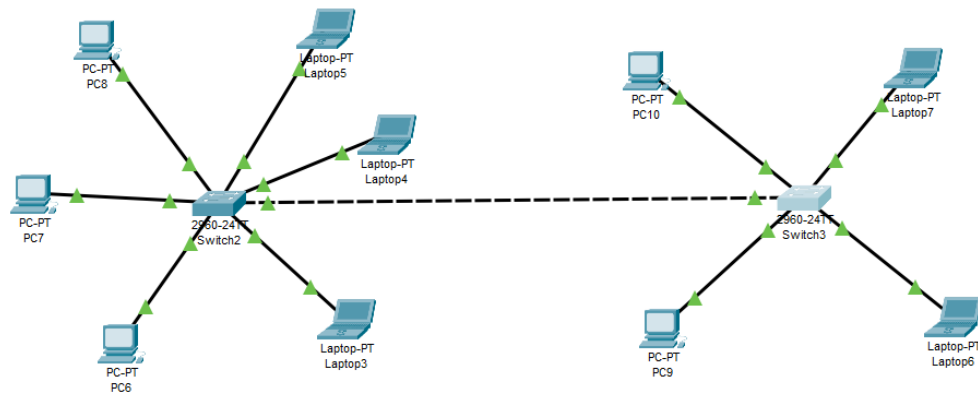 PC-PT
PC8
Laptop-PT
Laptop5
PC-PT
PC10
Laptop-PT
Laptop7
Laptop-PT
Laptop4
PC-PT
PC7
2960-24TT
Switch2
2960-24TT
Switch3
PC-PT
PC6
Laptop-PT
Laptop3
PC-PT
PC9
Laptop-PT
Laptop6